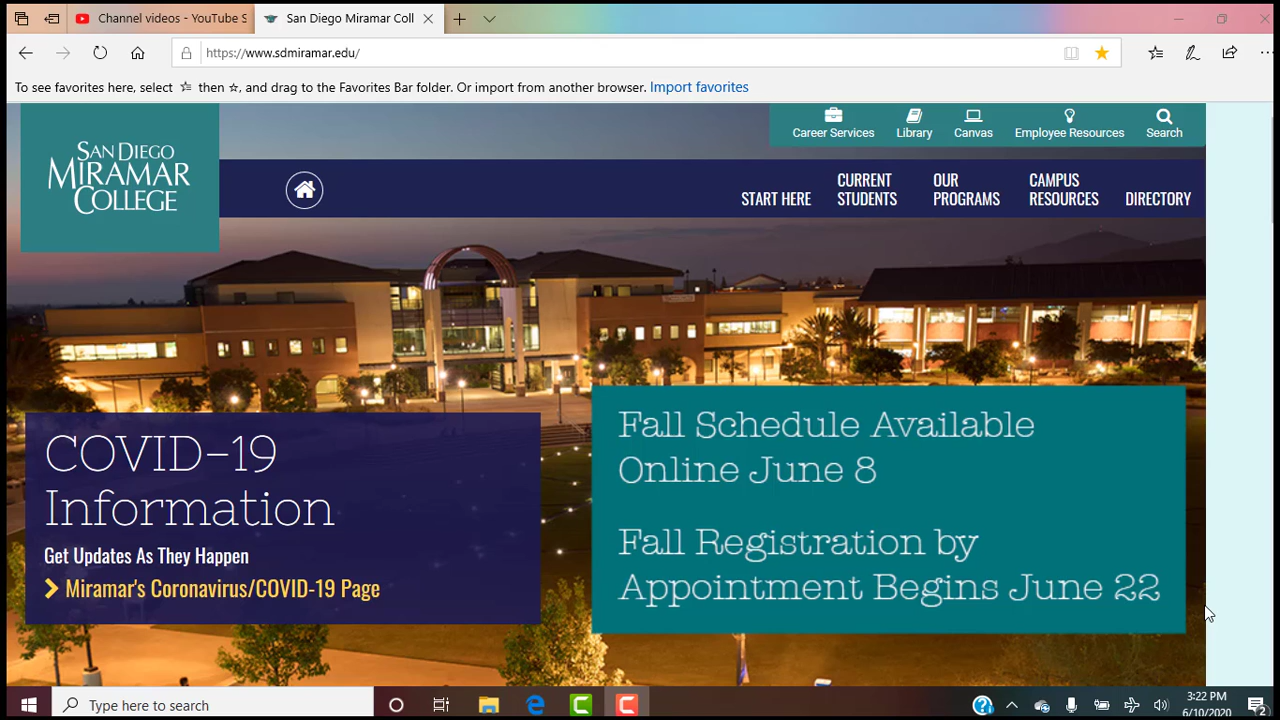 Channel videos - YouTube S
San Diego Miramar Coll
https://www.sdmiramar.edu/
To see favorites here, select then ☆, and drag to the Favorites Bar folder. Or import from another browser. Import favorites
SAN DIEGO
MIRAMAR
COLLEGE
Career Services
Library
Canvas
Employee Resources
Search
START HERE
CURRENT
STUDENTS
OUR
PROGRAMS
CAMPUS
RESOURCES
DIRECTORY
COVID-19
Information
Get Updates As They Happen
Miramar's Coronavirus/COVID-19 Page
Fall Schedule Available
Online June 8
Fall Registration by
Appointment Begins June 22
Type here to search
3:22 PM
6/10/2020
2